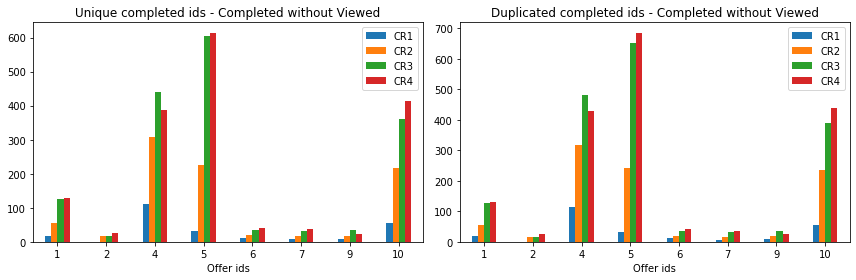 Unique completed ids - Completed without Viewed
600
500
400
300
200
100
0
CR1
CR2
CR3
CR4
1 2 4 5 6 7 9 10
Offer ids
Duplicated completed ids - Completed without Viewed
700
600
500
400
300
200
100
0
CR1
CR2
CR3
CR4
1 2 4 5 6 7 9 10
Offer ids